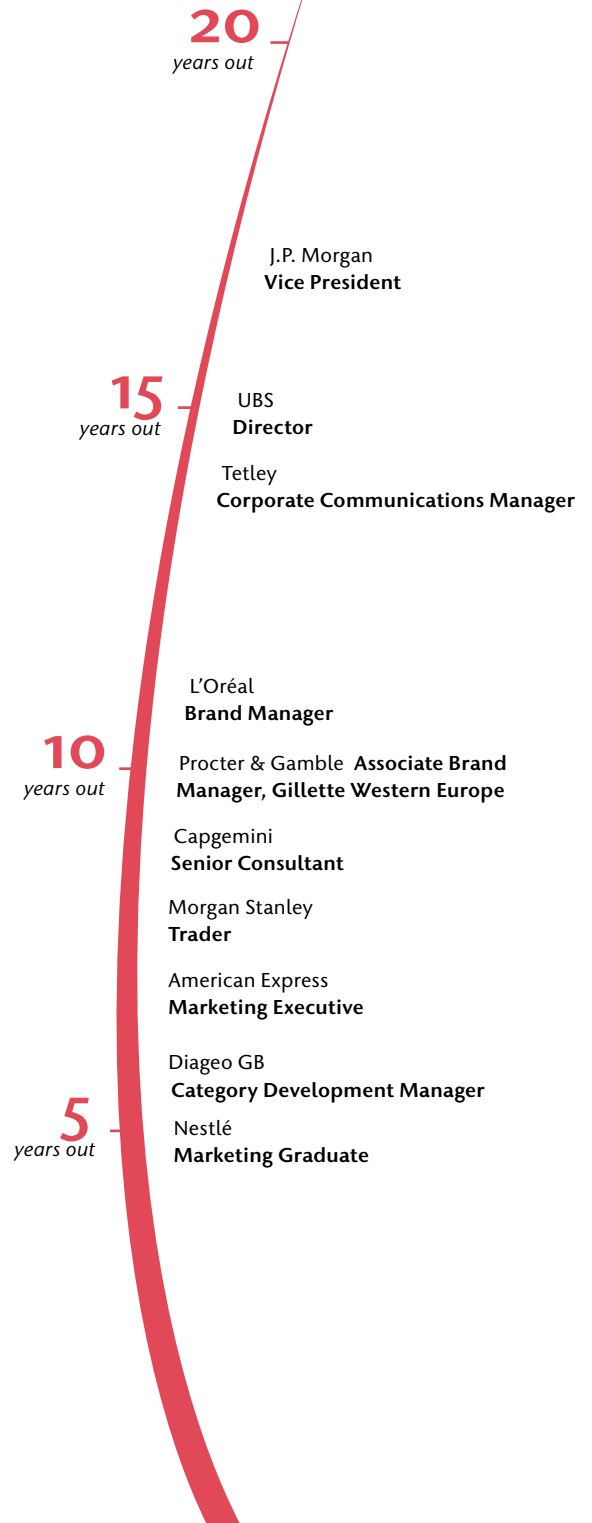 20
years out
J.P. Morgan
Vice President
15
years out
UBS
Director
Tetley
Corporate Communications Manager
L’Oréal
Brand Manager
10
years out
Procter & Gamble Associate Brand
Manager, Gillette Western Europe
Capgemini
Senior Consultant
Morgan Stanley
Trader
American Express
Marketing Executive
Diageo GB
Category Development Manager
5
years out
Nestlé
Marketing Graduate